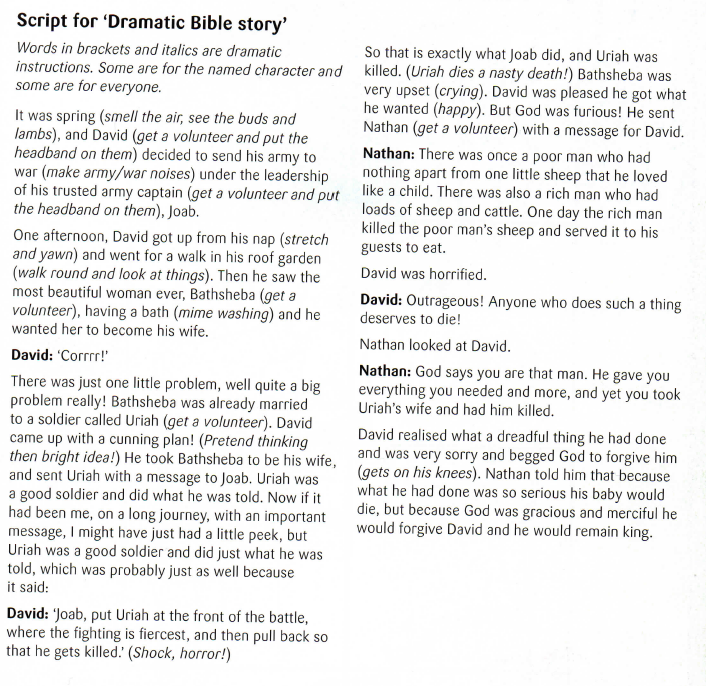 Script for ‘Dramatic Bible story’
Words in brackets and italics are dramatic
instructions. Some are for the named character and
some are for everyone.
It was spring (smell the air, see the buds and
lambs), and David (get a volunteer and put the
headband on them) decided to send his army to
war (make army/war noises) under the leadership
of his trusted army captain (get a volunteer and put
the headband on them), Joab.
One afternoon, David got up from his nap (stretch
and yawn) and went for a walk in his roof garden
(walk round and look at things). Then he saw the
most beautiful woman ever, Bathsheba (get a
volunteer), having a bath (mime washing) and he
wanted her to become his wife.
David: ‘Corrrr!’
There was just one little problem, well quite a big
problem really! Bathsheba was already married
to a soldier called Uriah (get a volunteer). David
came up with a cunning plan! (Pretend thinking
then bright idea!) He took Bathsheba to be his wife,
and sent Uriah with a message to Joab. Uriah was
a good soldier and did what he was told. Now if it
had been me, on a long journey, with an important
message, I might have just had a little peek, but
Uriah was a good soldier and did just what he was
told, which was probably just as well because
it said:
David: ‘Joab, put Uriah at the front of the battle,
where the fighting is fiercest, and then pull back so
that he gets killed.’ (Shock, horror!)
So that is exactly what Joab did, and Uriah was
killed. (Uriah dies a nasty death!) Bathsheba was
very upset (crying). David was pleased he got what
he wanted (happy). But God was furious! He sent
Nathan (get a volunteer) with a message for David.
Nathan: There was once a poor man who had
nothing apart from one little sheep that he loved
like a child. There was also a rich man who had
loads of sheep and cattle. One day the rich man
killed the poor man’s sheep and served it to his
guests to eat.
David was horrified.
David: Outrageous! Anyone who does such a thing
deserves to die!
Nathan looked at David.
Nathan: God says you are that man. He gave you
everything you needed and more, and yet you took
Uriah’s wife and had him killed.
David realised what a dreadful thing he had done
and was very sorry and begged God to forgive him
(gets on his knees). Nathan told him that because
what he had done was so serious his baby would
die, but because God was gracious and merciful he
would forgive David and he would remain king.